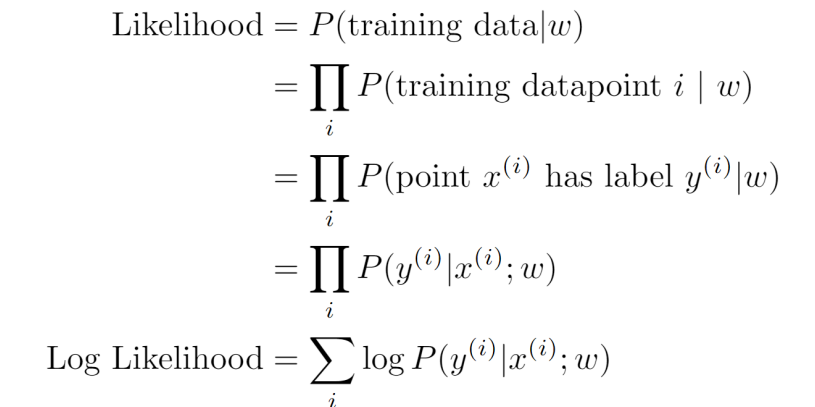 Likelihood = P(training data|w)
= ∏_i P(training datapoint i | w)
= ∏_i P(point x^(i) has label y^(i)|w)
= ∏_i P(y^(i)|x^(i); w)
Log Likelihood = ∑_i log P(y^(i)|x^(i); w)